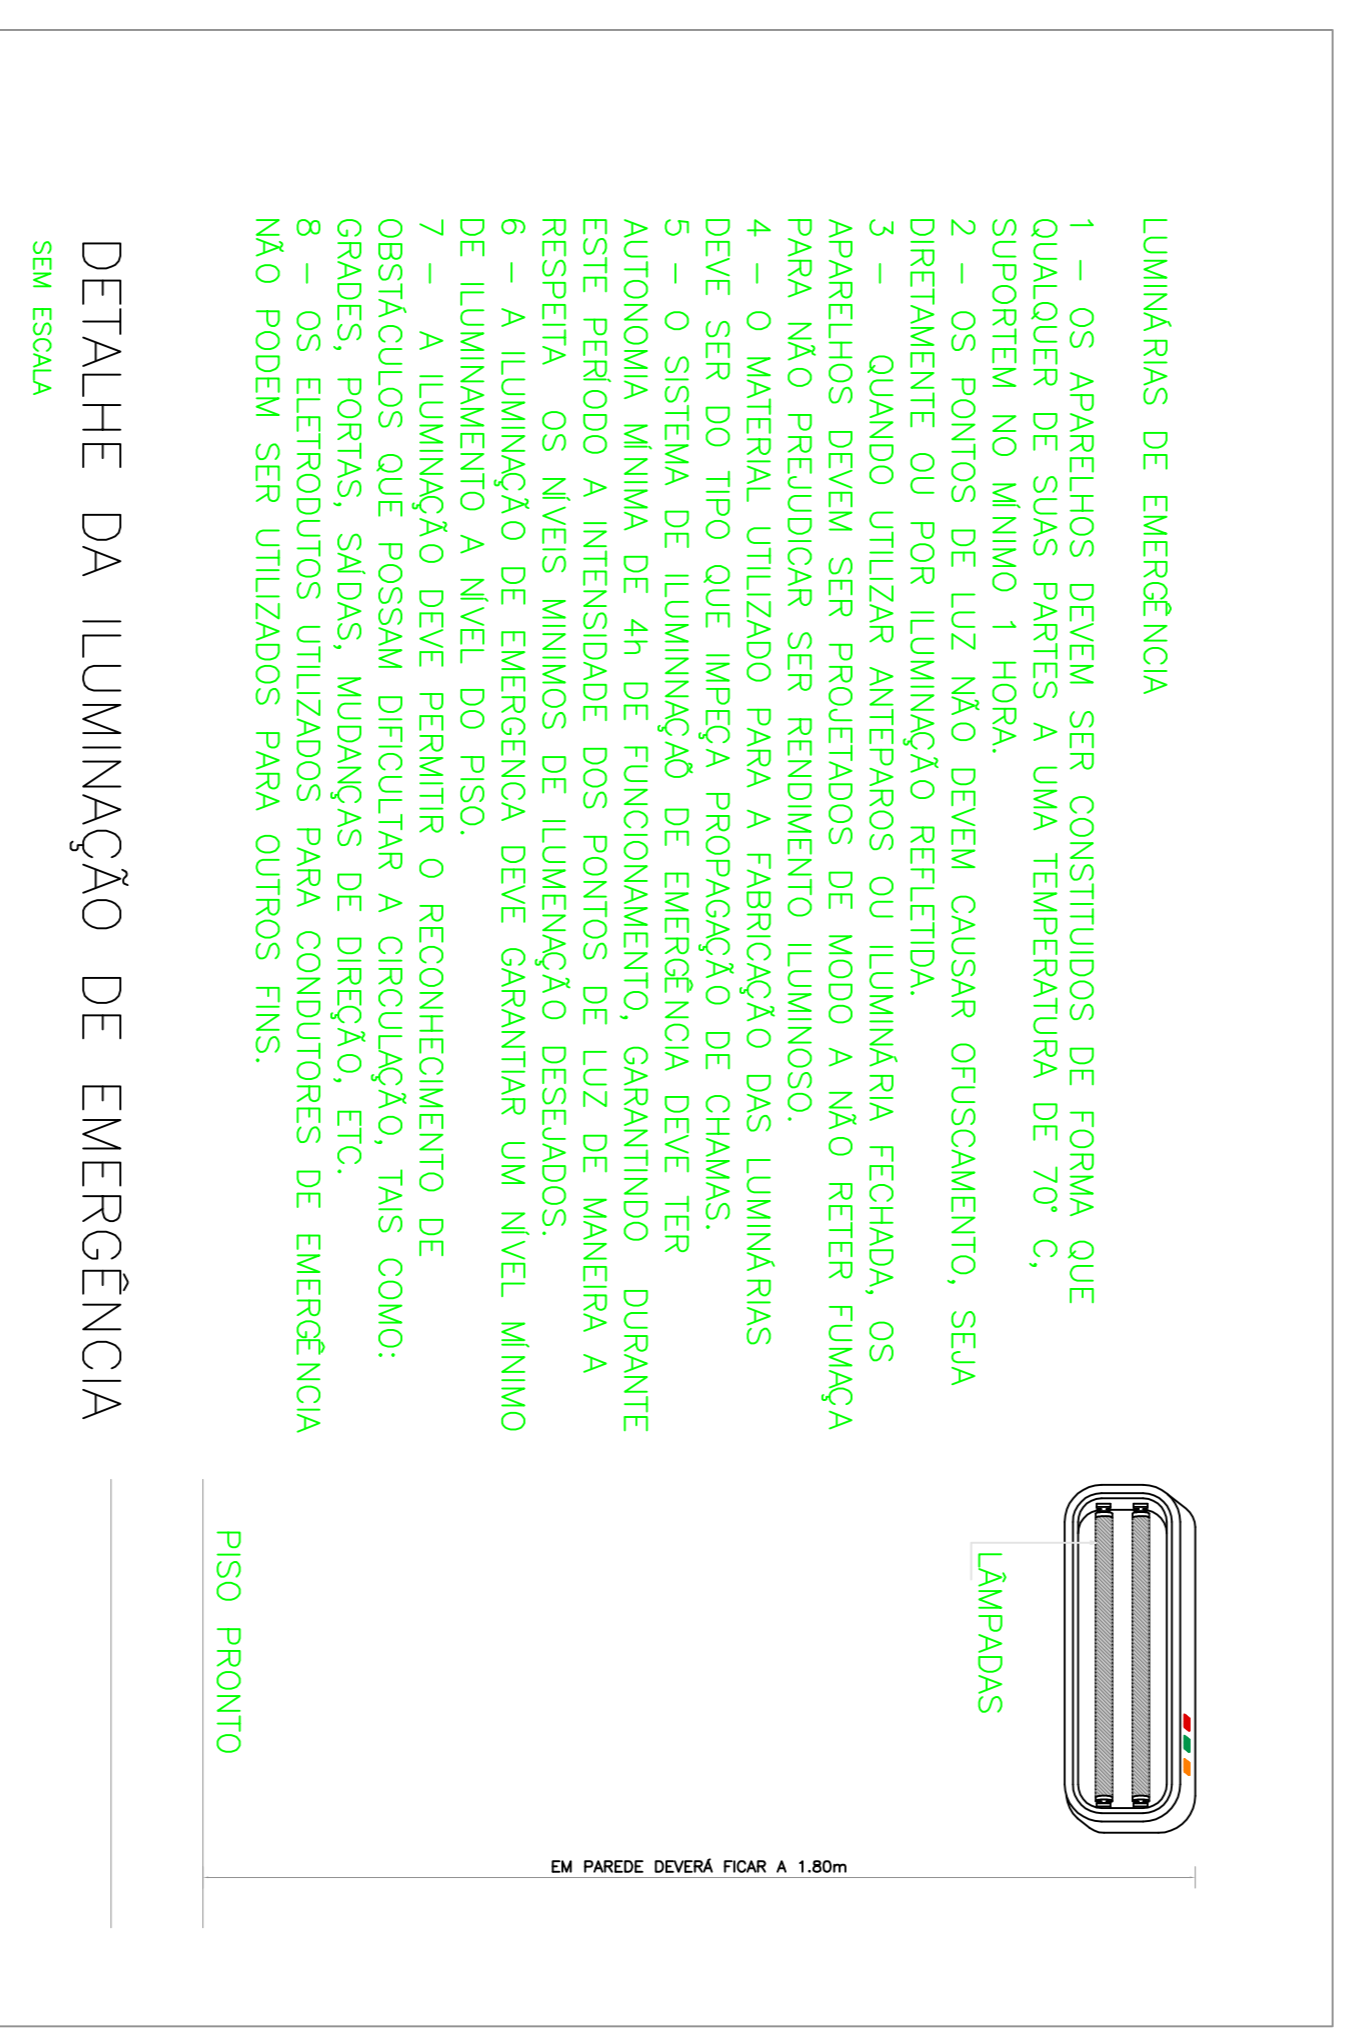 LUMINÁRIAS DE EMERGÊNCIA
1 – OS APARELHOS DEVEM SER CONSTITUIDOS DE FORMA QUE
QUALQUER DE SUAS PARTES A UMA TEMPERATURA DE 70° C,
SUPORTEM NO MÍNIMO 1 HORA.
2 – OS PONTOS DE LUZ NÃO DEVEM CAUSAR OFUSCAMENTO, SEJA
DIRETAMENTE OU POR ILUMINAÇÃO REFLETIDA.
3 – QUANDO UTILIZAR ANTEPAROS OU ILUMINÁRIA FECHADA, OS
APARELHOS DEVEM SER PROJETADOS DE MODO A NÃO RETER FUMAÇA
PARA NÃO PREJUDICAR SER RENDIMENTO ILUMINOSO.
4 – O MATERIAL UTILIZADO PARA A FABRICAÇÃO DAS LUMINÁRIAS
DEVE SER DO TIPO QUE IMPEÇA PROPAGAÇÃO DE CHAMAS.
5 – O SISTEMA DE ILUMINNAÇAÕ DE EMERGÊNCIA DEVE TER
AUTONOMIA MÍNIMA DE 4h DE FUNCIONAMENTO, GARANTINDO DURANTE
ESTE PERÍODO A INTENSIDADE DOS PONTOS DE LUZ DE MANEIRA A
RESPEITA OS NÍVEIS MINIMOS DE ILUMENAÇÃO DESEJADOS.
6 – A ILUMINAÇÃO DE EMERGENCA DEVE GARANTIAR UM NÍVEL MÍNIMO
DE ILUMINAMENTO A NÍVEL DO PISO.
7 – A ILUMINAÇÃO DEVE PERMITIR O RECONHECIMENTO DE
OBSTÁCULOS QUE POSSAM DIFICULTAR A CIRCULAÇÃO, TAIS COMO:
GRADES, PORTAS, SAÍDAS, MUDANÇAS DE DIREÇÃO, ETC.
8 – OS ELETRODUTOS UTILIZADOS PARA CONDUTORES DE EMERGÊNCIA
NÃO PODEM SER UTILIZADOS PARA OUTROS FINS.
LÂMPADAS
EM PAREDE DEVERÁ FICAR A 1.80m
PISO PRONTO
DETALHE DA ILUMINAÇÃO DE EMERGÊNCIA
SEM ESCALA